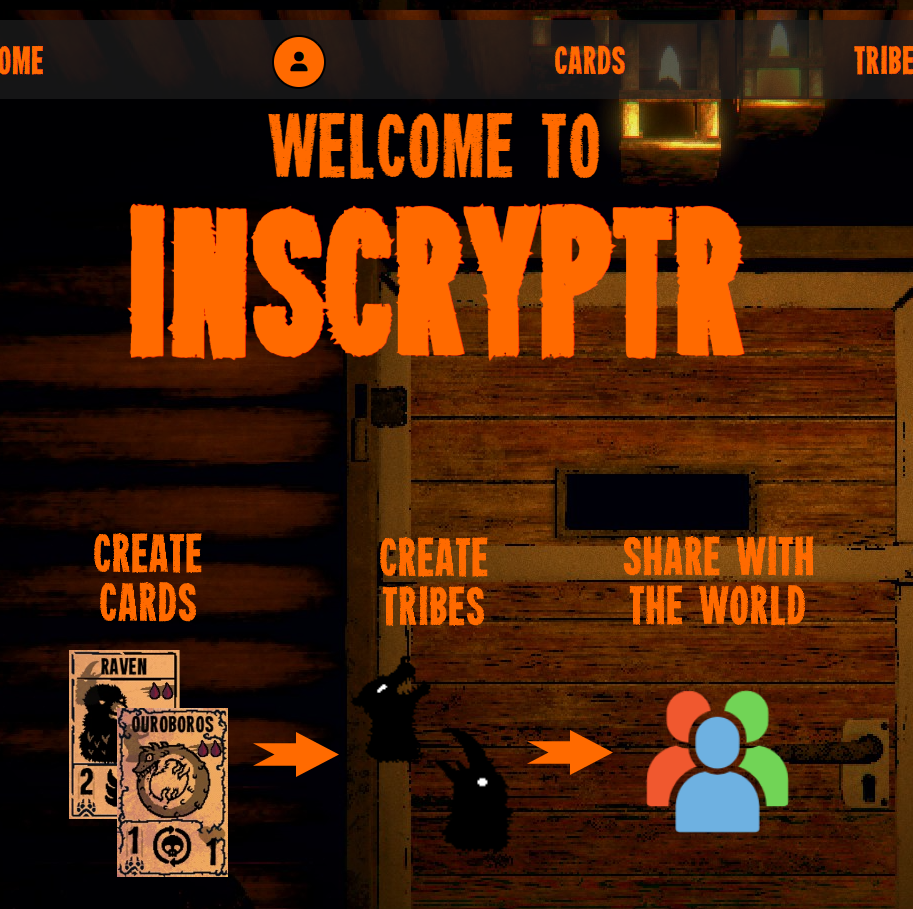 OME
CARDS
TRIBE
WELCOME TO
INSCRYPTR
CREATE
CARDS
CREATE
TRIBES
SHARE WITH
THE WORLD
RAVEN
OUROBOROS
2
1
1